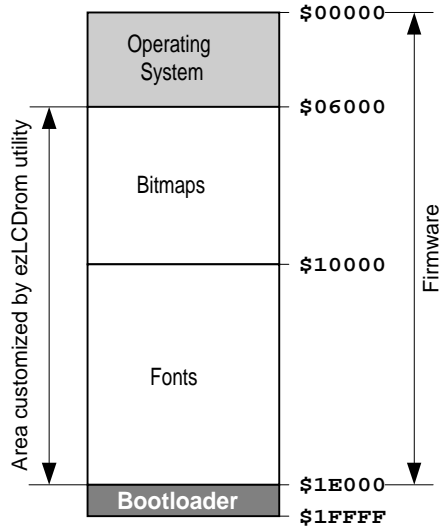 $00000
Operating
System
$06000
Bitmaps
$10000
Fonts
$1E000
Bootloader
$1FFFF
Area customized by ezLCDrom utility
Firmware